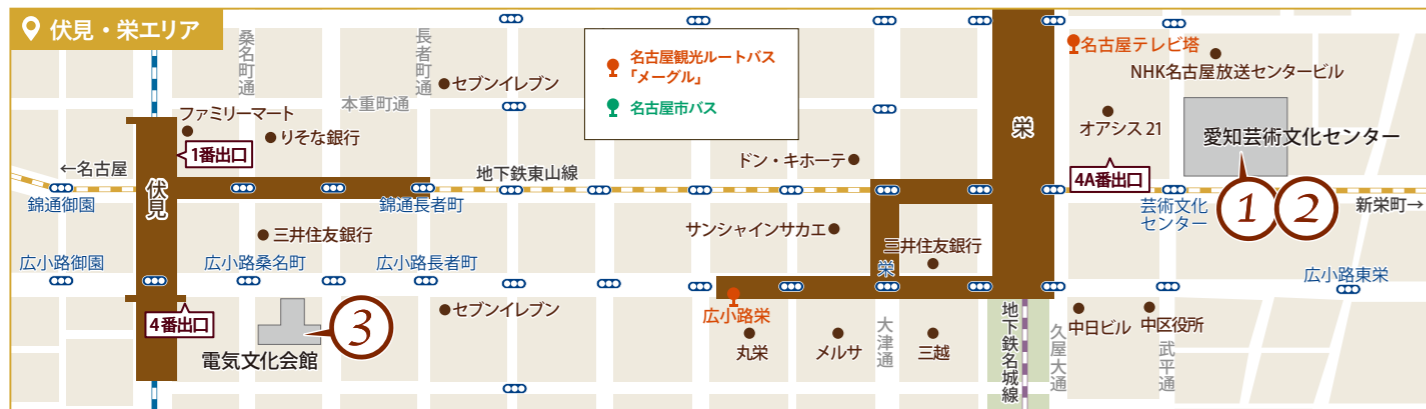 伏見・栄エリア
桑名町通
長者町通
本重町通
セブンイレブン
名古屋観光ルートバス
「メーグル」
名古屋市バス
名古屋テレビ塔
NHK名古屋放送センタービル
オアシス21
愛知芸術文化センター
ファミリーマート
りそな銀行
1番出口
←名古屋
伏見
地下鉄東山線
ドン・キホーテ
栄
4A番出口
錦通御園
錦通長者町
芸術文化
センター
1
2
新栄町→
三井住友銀行
サンシャインサカエ
三井住友銀行
広小路御園
広小路桑名町
広小路長者町
栄
広小路東栄
4番出口
3
電気文化会館
セブンイレブン
広小路栄
丸栄
メルサ
大津通
三越
地下鉄名城線
久屋大通
中日ビル
中区役所
武平通